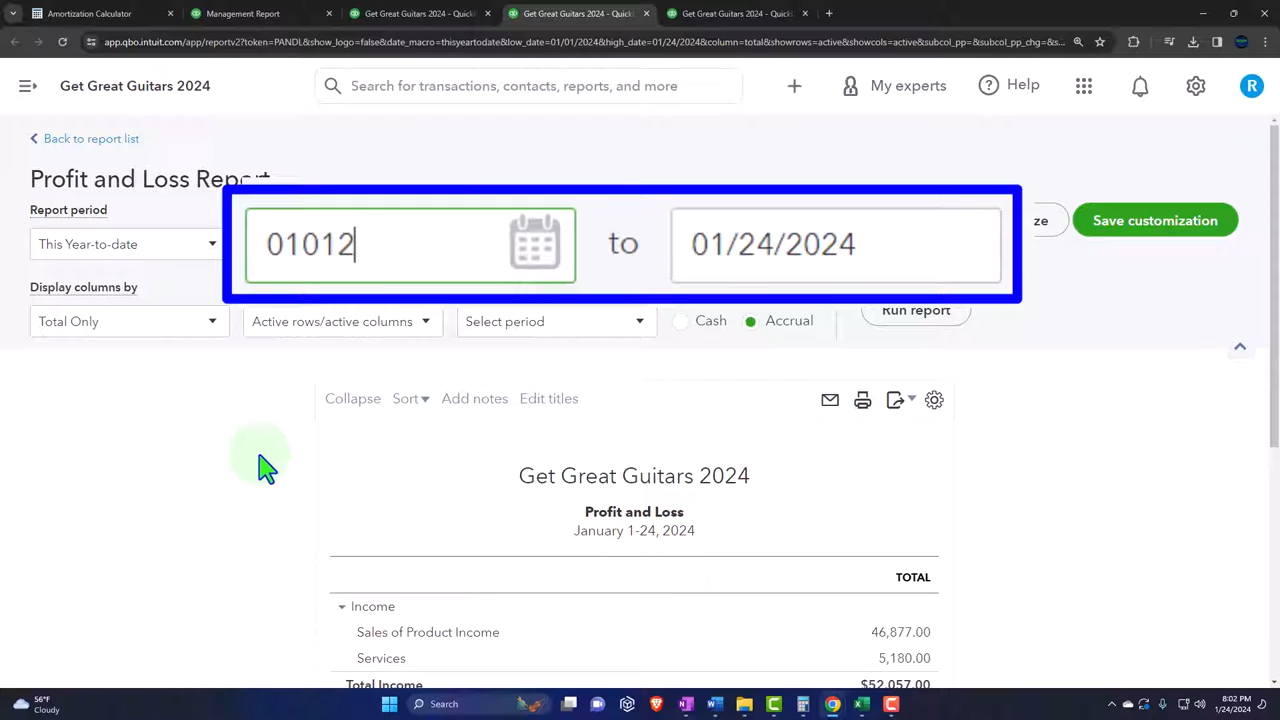 Amortization Calculator
Management Report
Get Great Guitars 2024 - Quick
Get Great Guitars 2024 - Quick
Get Great Guitars 2024 - Quick
app.qbo.intuit.com/app/reportv2?token=PANDL&show_logo=false&date_macro=thisyeartodate&low_date=01/01/2024&high_date=01/24/2024&column=total&showrows=active&showcols=active&subcol_pp=&subcol_pp_chg=&s...
Get Great Guitars 2024
Search for transactions, contacts, reports, and more
My experts
Help
R
Back to report list
Profit and Loss Report
Report period
This Year-to-date
01012
to
01/24/2024
ze
Save customization
Display columns by
Total Only
Active rows/active columns
Select period
Cash
Accrual
Run report
Collapse
Sort
Add notes
Edit titles
Get Great Guitars 2024
Profit and Loss
January 1-24, 2024
TOTAL
Income
Sales of Product Income 46,877.00
Services 5,180.00
Total Income $52,057.00
56°F
Cloudy
Search
8:02 PM
1/24/2024